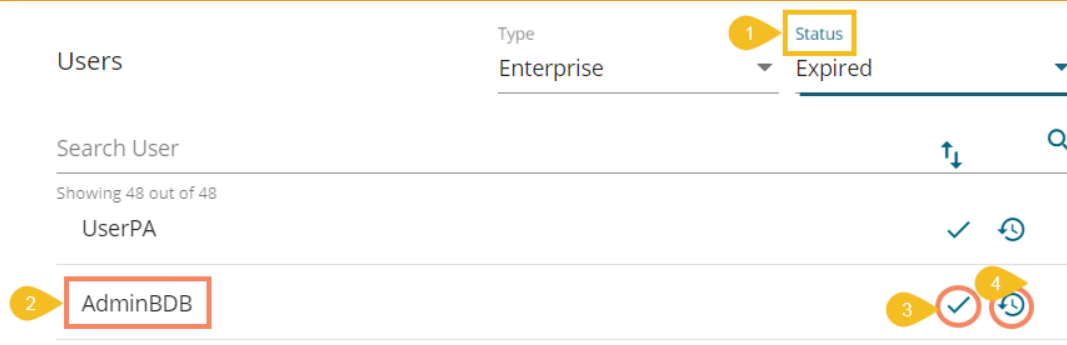 Type
1
Status
Users
Enterprise
Expired
Search User
Showing 48 out of 48
UserPA
2
AdminBDB
3
4